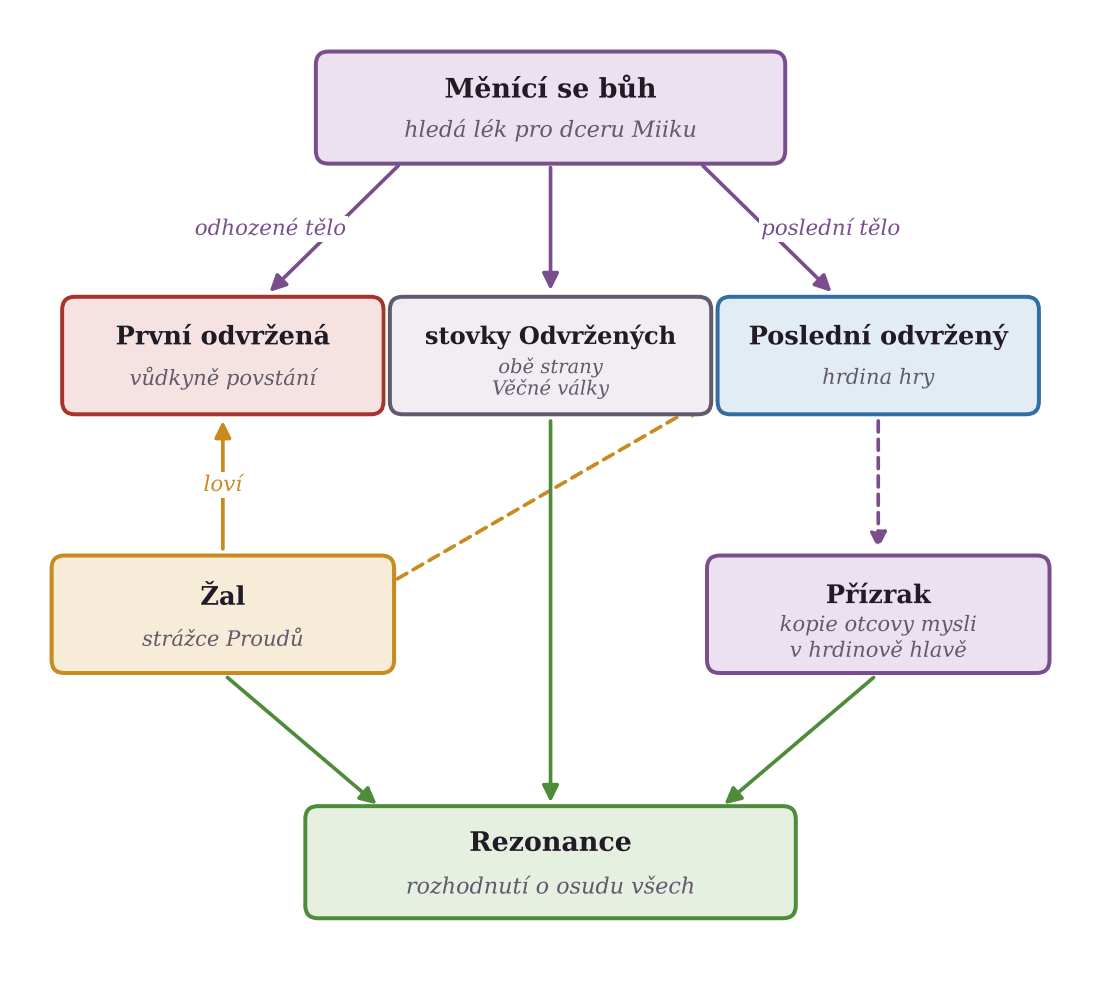 Měnící se bůh
hledá lék pro dceru Miiku
odhozené tělo
poslední tělo
První odvržená
vůdkyně povstání
stovky Odvržených
obě strany
Věčné války
Poslední odvržený
hrdina hry
loví
Žal
strážce Proudů
Přízrak
kopie otcovy mysli
v hrdinově hlavě
Rezonance
rozhodnutí o osudu všech